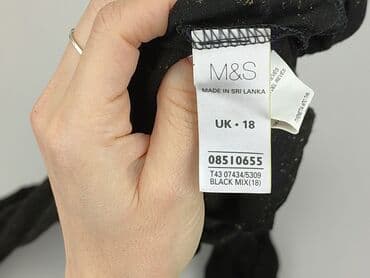 M&S
MADE IN SRI LANKA
UK • 18
08510655
T43 07434/5309
BLACK MIX(18)